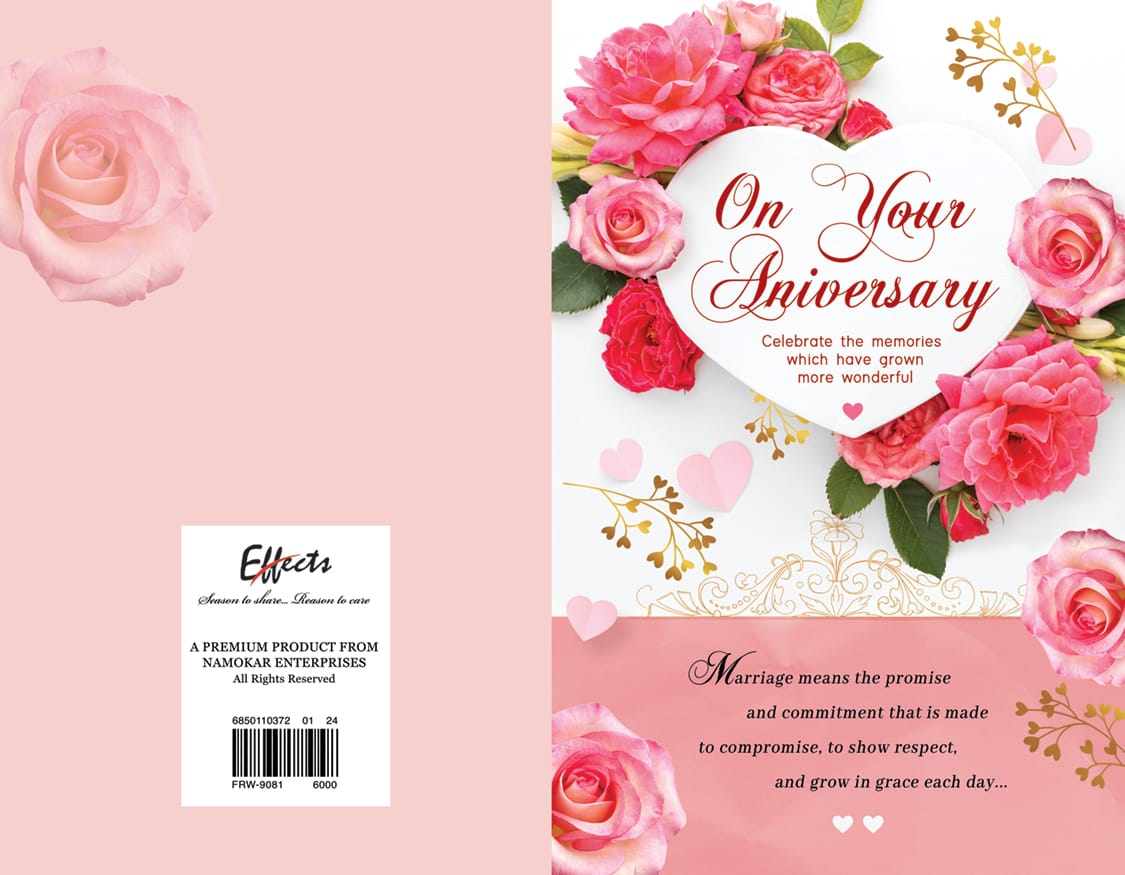 Effects
Season to share... Reason to care
A PREMIUM PRODUCT FROM
NAMOKAR ENTERPRISES
All Rights Reserved
6850110372 01 24
FRW-9081 6000
On Your
Aniversary
Celebrate the memories
which have grown
more wonderful
Marriage means the promise
and commitment that is made
to compromise, to show respect,
and grow in grace each day...